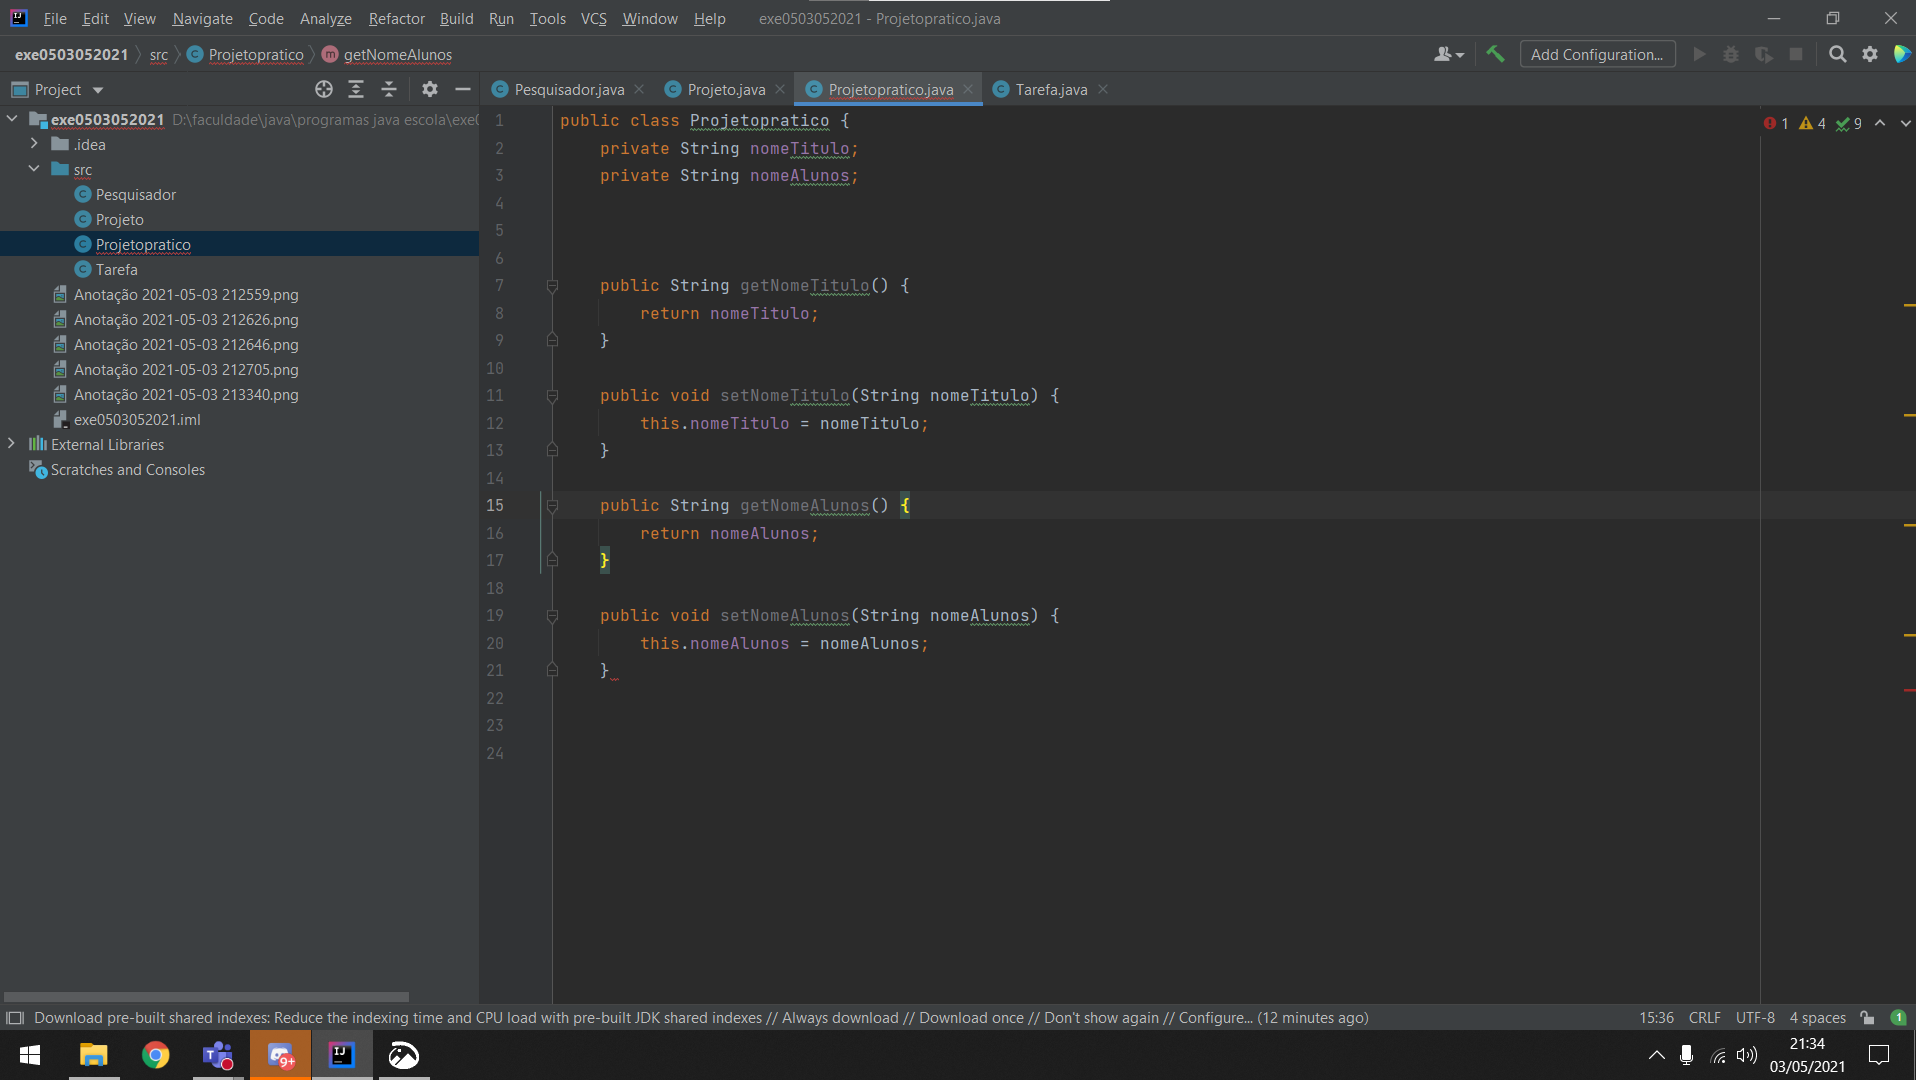 File Edit View Navigate Code Analyze Refactor Build Run Tools VCS Window Help exe0503052021 - Projetopratico.java
exe0503052021 src Projetopratico getNomeAlunos Add Configuration...
Project
Pesquisador.java Projeto.java Projetopratico.java Tarefa.java
exe0503052021 D:\faculdade\java\programas java escola\exe0
.idea
src
Pesquisador
Projeto
Projetopratico
Tarefa
Anotação 2021-05-03 212559.png
Anotação 2021-05-03 212626.png
Anotação 2021-05-03 212646.png
Anotação 2021-05-03 212705.png
Anotação 2021-05-03 213340.png
exe0503052021.iml
External Libraries
Scratches and Consoles
1 public class Projetopratico {
1 4 9
2 private String nomeTitulo;
3 private String nomeAlunos;
4
5
6
7 public String getNomeTitulo() {
8 return nomeTitulo;
9 }
10
11 public void setNomeTitulo(String nomeTitulo) {
12 this.nomeTitulo = nomeTitulo;
13 }
14
15 public String getNomeAlunos() {
16 return nomeAlunos;
17 }
18
19 public void setNomeAlunos(String nomeAlunos) {
20 this.nomeAlunos = nomeAlunos;
21 }
22
23
24
Download pre-built shared indexes: Reduce the indexing time and CPU load with pre-built JDK shared indexes // Always download // Download once // Don't show again // Configure... (12 minutes ago) 15:36 CRLF UTF-8 4 spaces 1
9+
21:34
03/05/2021